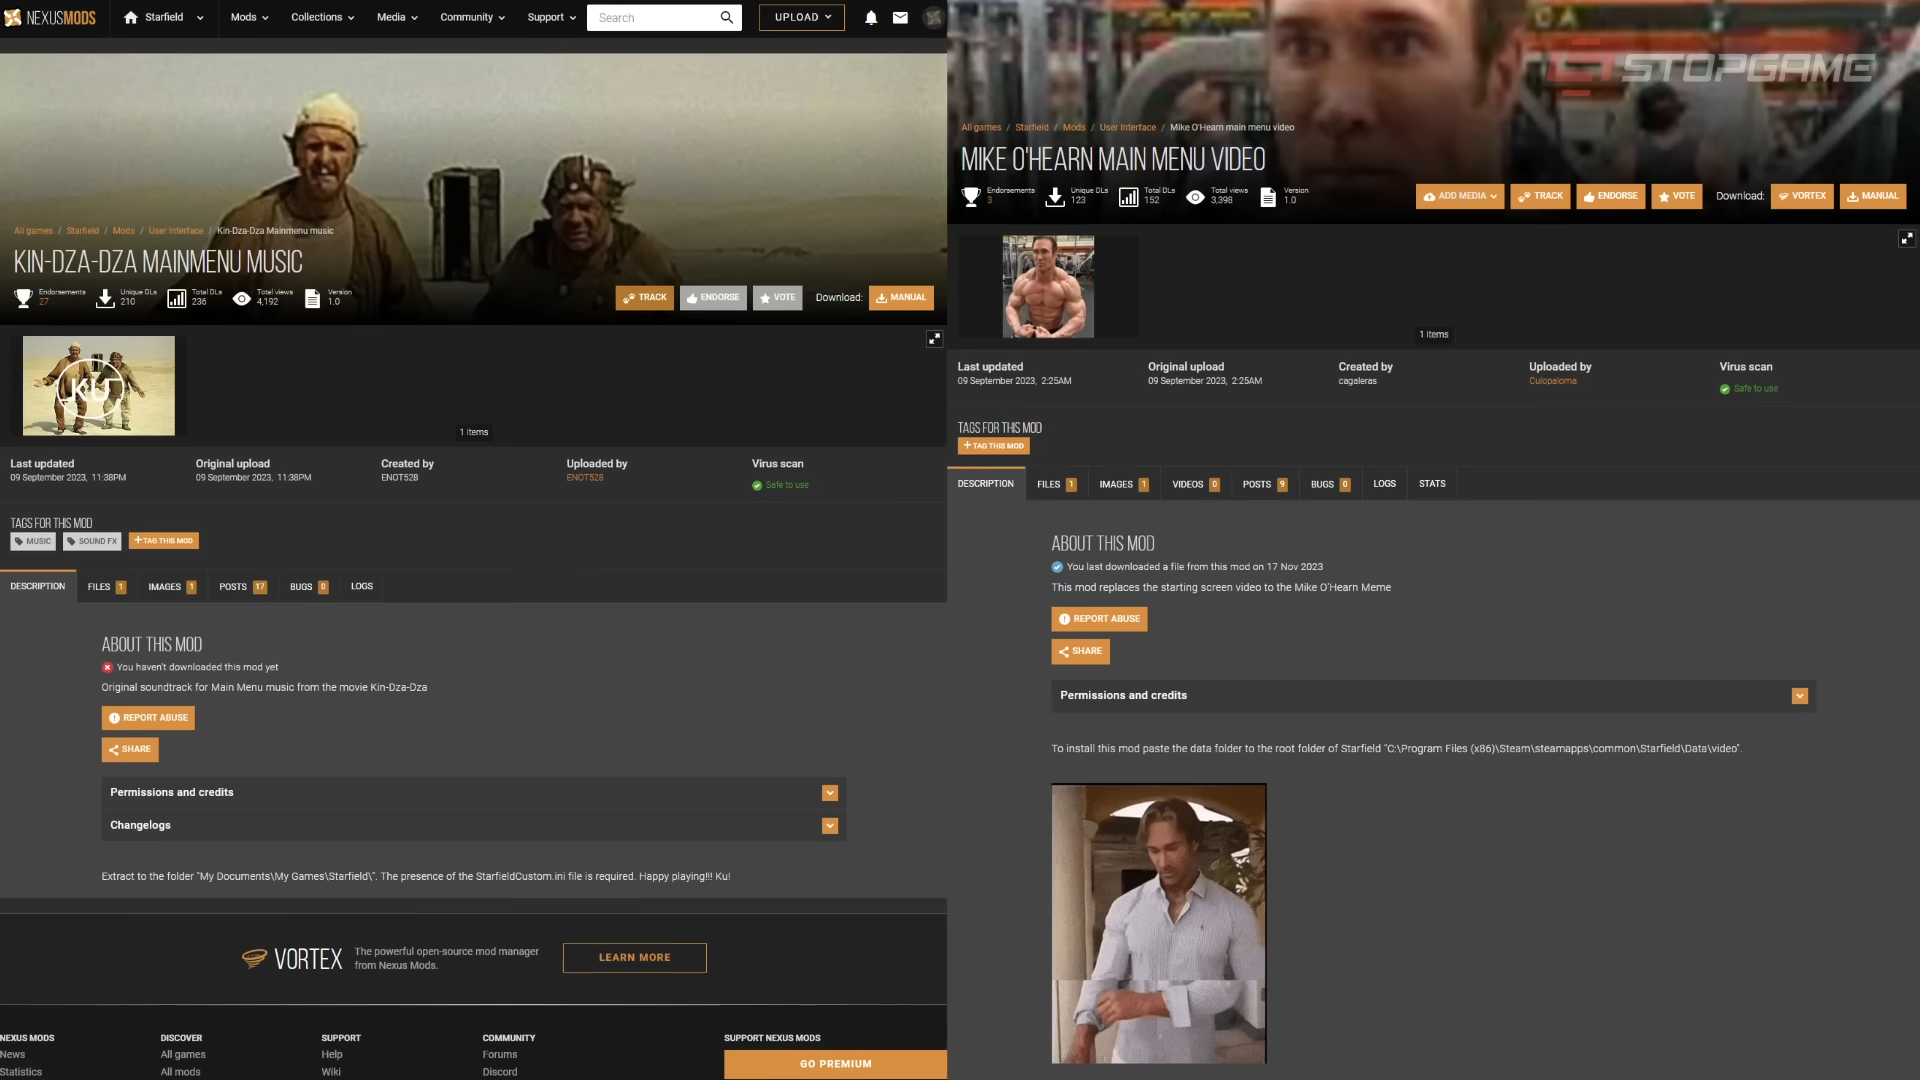 NEXUSMODS
Starfield
Mods
Collections
Media
Community
Support
Search
UPLOAD
All games / Starfield / Mods / User Interface / Kin-Dza-Dza Mainmenu music
KIN-DZA-DZA MAINMENU MUSIC
Endorsements
27
Unique DLs
210
Total DLs
236
Total views
4,192
Version
1.0
TRACK
ENDORSE
VOTE
Download:
MANUAL
KU
1 items
Last updated
09 September 2023, 11:38PM
Original upload
09 September 2023, 11:38PM
Created by
ENOT528
Uploaded by
ENOT528
Virus scan
Safe to use
TAGS FOR THIS MOD
MUSIC
SOUND FX
+TAG THIS MOD
DESCRIPTION
FILES 1
IMAGES 1
POSTS 17
BUGS 0
LOGS
ABOUT THIS MOD
You haven't downloaded this mod yet
Original soundtrack for Main Menu music from the movie Kin-Dza-Dza
REPORT ABUSE
SHARE
Permissions and credits
Changelogs
Extract to the folder "My Documents\My Games\Starfield\". The presence of the StarfieldCustom.ini file is required. Happy playing!!! Ku!
VORTEX
The powerful open-source mod manager
from Nexus Mods.
LEARN MORE
NEXUS MODS
News
Statistics
DISCOVER
All games
All mods
SUPPORT
Help
Wiki
COMMUNITY
Forums
Discord
SUPPORT NEXUS MODS
GO PREMIUM
CA
STOPGAME
All games / Starfield / Mods / User Interface / Mike O'Hearn main menu video
MIKE O'HEARN MAIN MENU VIDEO
Endorsements
3
Unique DLs
123
Total DLs
152
Total views
3,398
Version
1.0
ADD MEDIA
TRACK
ENDORSE
VOTE
Download:
VORTEX
MANUAL
1 items
Last updated
09 September 2023, 2:25AM
Original upload
09 September 2023, 2:25AM
Created by
cagaleras
Uploaded by
Culopaloma
Virus scan
Safe to use
TAGS FOR THIS MOD
+TAG THIS MOD
DESCRIPTION
FILES 1
IMAGES 1
VIDEOS 0
POSTS 9
BUGS 0
LOGS
STATS
ABOUT THIS MOD
You last downloaded a file from this mod on 17 Nov 2023
This mod replaces the starting screen video to the Mike O'Hearn Meme
REPORT ABUSE
SHARE
Permissions and credits
To install this mod paste the data folder to the root folder of Starfield "C:\Program Files (x86)\Steam\steamapps\common\Starfield\Data\video".